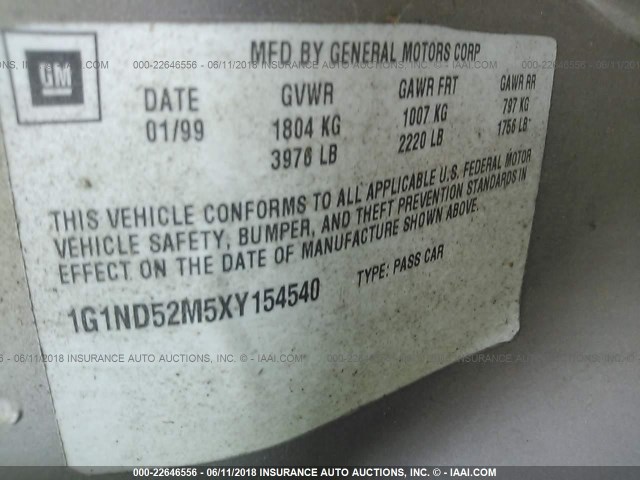 MFD BY GENERAL MOTORS CORP
GM
DATE GVWR GAWR FRT GAWR RR
01/99 1804 KG 1007 KG 797 KG
3976 LB 2220 LB 1756 LB
THIS VEHICLE CONFORMS TO ALL APPLICABLE U.S. FEDERAL MOTOR
VEHICLE SAFETY, BUMPER, AND THEFT PREVENTION STANDARDS IN
EFFECT ON THE DATE OF MANUFACTURE SHOWN ABOVE.
1G1ND52M5XY154540 TYPE: PASS CAR
000-22646556 - 06/11/2018 INSURANCE AUTO AUCTIONS, INC. © - IAAI.COM